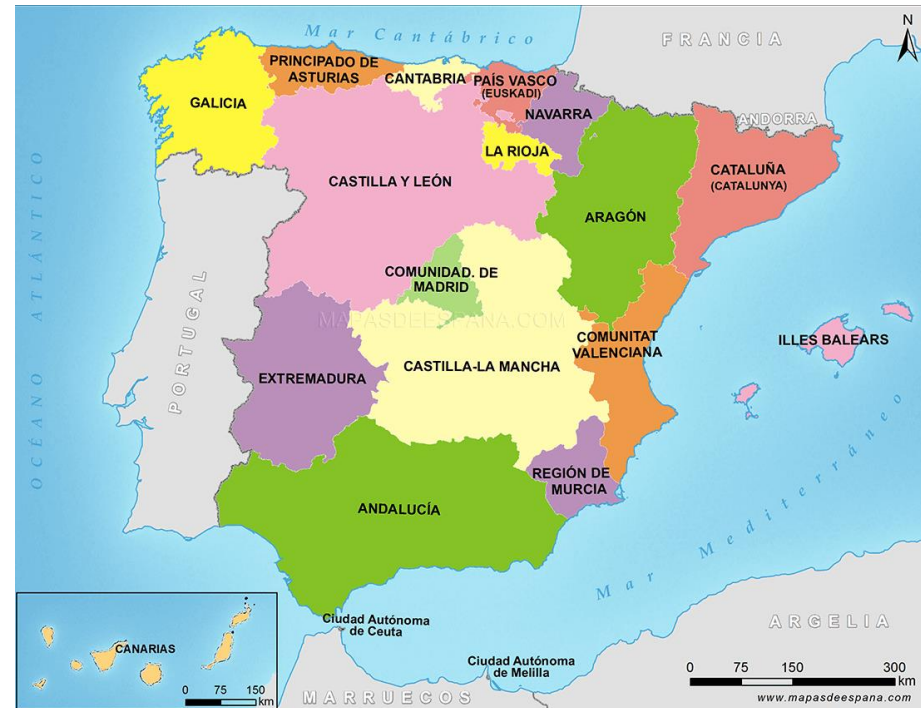 Mar Cantábrico
FRANCIA
N
PRINCIPADO DE
ASTURIAS
CANTABRIA
PAÍS VASCO
(EUSKADI)
GALICIA
NAVARRA
ANDORRA
LA RIOJA
CATALUÑA
(CATALUNYA)
CASTILLA Y LEÓN
ARAGÓN
OCÉANO ATLÁNTICO
COMUNIDAD. DE
MADRID
MAPASDEESPANA.COM
PORTUGAL
COMUNITAT
VALENCIANA
ILLES BALEARS
CASTILLA-LA MANCHA
EXTREMADURA
REGIÓN DE
MURCIA
ANDALUCÍA
Mar Mediterráneo
ARGELIA
Ciudad Autónoma
de Ceuta
CANARIAS
Ciudad Autónoma
de Melilla
0 75 150 300
km
0 75 150
km
MARRUECOS
www.mapasdeespana.com